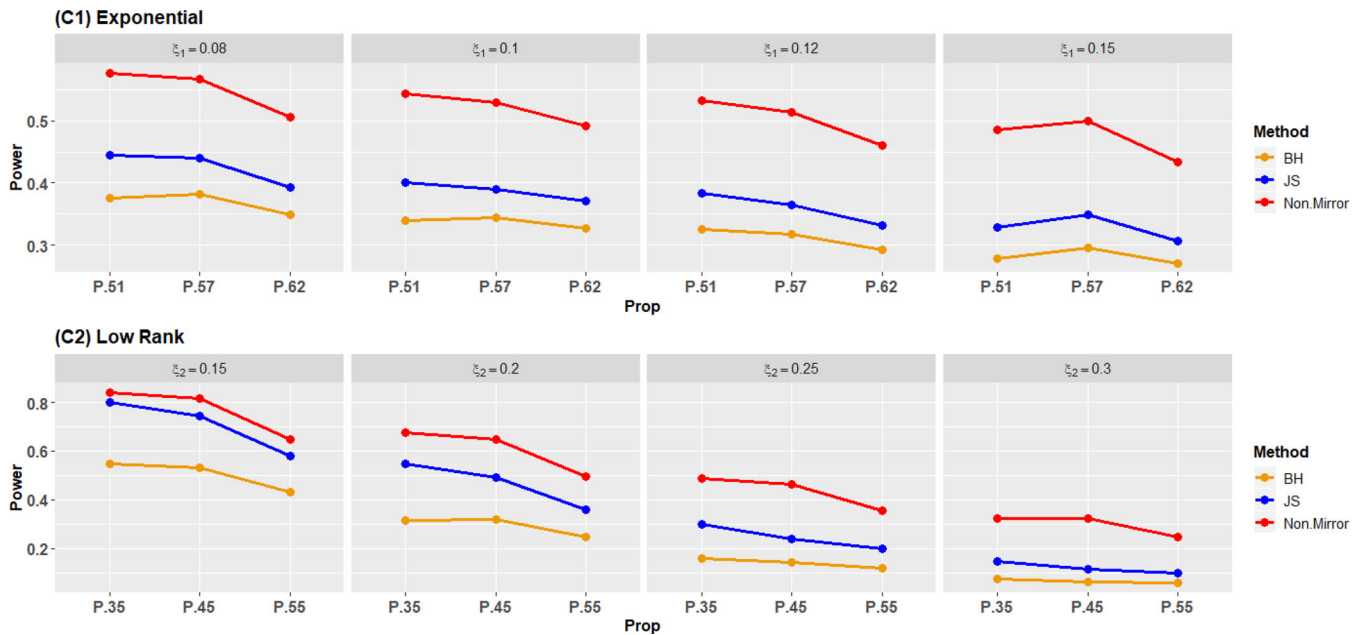 (C1) Exponential
ξ1 = 0.08 ξ1 = 0.1 ξ1 = 0.12 ξ1 = 0.15
Power
0.5
0.4
0.3
P.51 P.57 P.62 P.51 P.57 P.62 P.51 P.57 P.62 P.51 P.57 P.62
Prop
Method
BH
JS
Non.Mirror
(C2) Low Rank
ξ2 = 0.15 ξ2 = 0.2 ξ2 = 0.25 ξ2 = 0.3
Power
0.8
0.6
0.4
0.2
P.35 P.45 P.55 P.35 P.45 P.55 P.35 P.45 P.55 P.35 P.45 P.55
Prop
Method
BH
JS
Non.Mirror